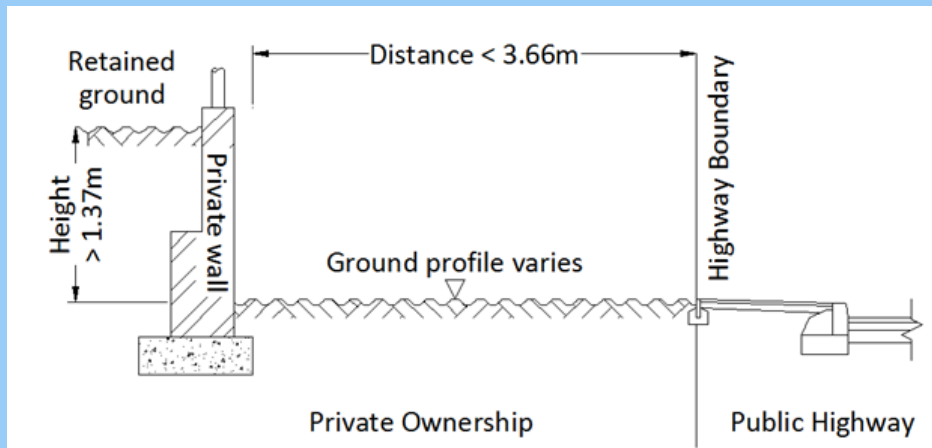 Retained
ground
Distance < 3.66m
Highway Boundary
Height
> 1.37m
Private wall
Ground profile varies
Private Ownership
Public Highway